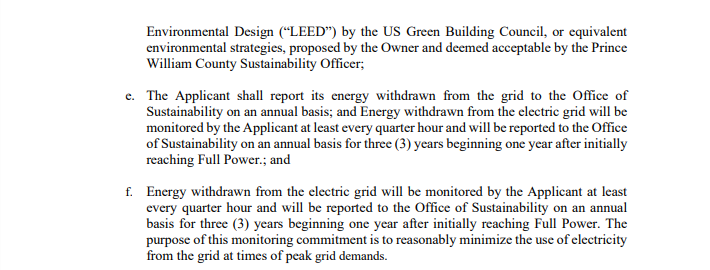 Environmental Design (“LEED”) by the US Green Building Council, or equivalent
environmental strategies, proposed by the Owner and deemed acceptable by the Prince
William County Sustainability Officer;
e. The Applicant shall report its energy withdrawn from the grid to the Office of
Sustainability on an annual basis; and Energy withdrawn from the electric grid will be
monitored by the Applicant at least every quarter hour and will be reported to the Office
of Sustainability on an annual basis for three (3) years beginning one year after initially
reaching Full Power.; and
f. Energy withdrawn from the electric grid will be monitored by the Applicant at least
every quarter hour and will be reported to the Office of Sustainability on an annual
basis for three (3) years beginning one year after initially reaching Full Power. The
purpose of this monitoring commitment is to reasonably minimize the use of electricity
from the grid at times of peak grid demands.